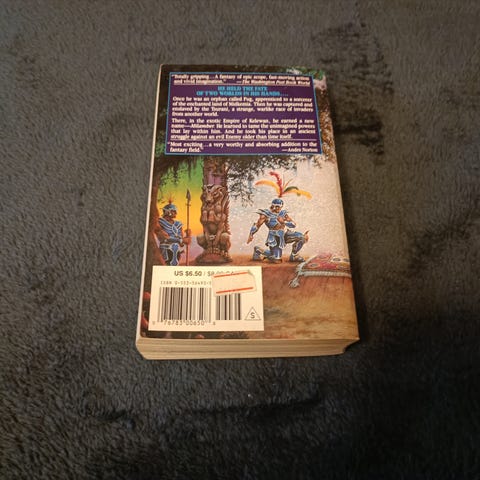 "Totally gripping...A fantasy of epic scope, fast-moving action
and vivid imagination." —The Washington Post Book World
HE HELD THE FATE
OF TWO WORLDS IN HIS HANDS....
Once he was an orphan called Pug, apprenticed to a sorcerer
of the enchanted land of Midkemia. Then he was captured and
enslaved by the Tsurani, a strange, warlike race of invaders
from another world.
There, in the exotic Empire of Kelewan, he earned a new
name—Milamber. He learned to tame the unimagined powers
that lay within him. And he took his place in an ancient
struggle against an evil Enemy older than time itself.
"Most exciting...a very worthy and absorbing addition to the
fantasy field." —Andre Norton
US $6.50 /
ISBN 0-553-56493-
76783 00650
S